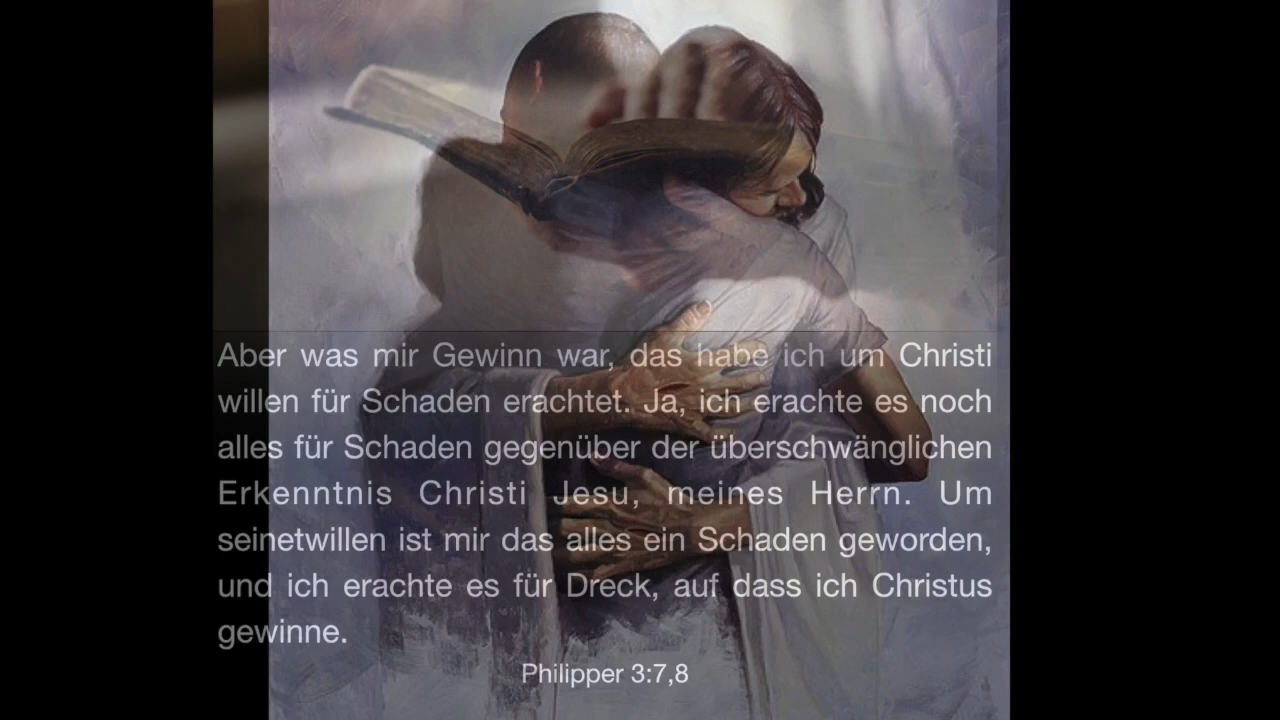 Aber was mir Gewinn war, das habe ich um Christi
willen für Schaden erachtet. Ja, ich erachte es noch
alles für Schaden gegenüber der überschwänglichen
Erkenntnis Christi Jesu, meines Herrn. Um
seinetwillen ist mir das alles ein Schaden geworden,
und ich erachte es für Dreck, auf dass ich Christus
gewinne.
Philipper 3:7,8